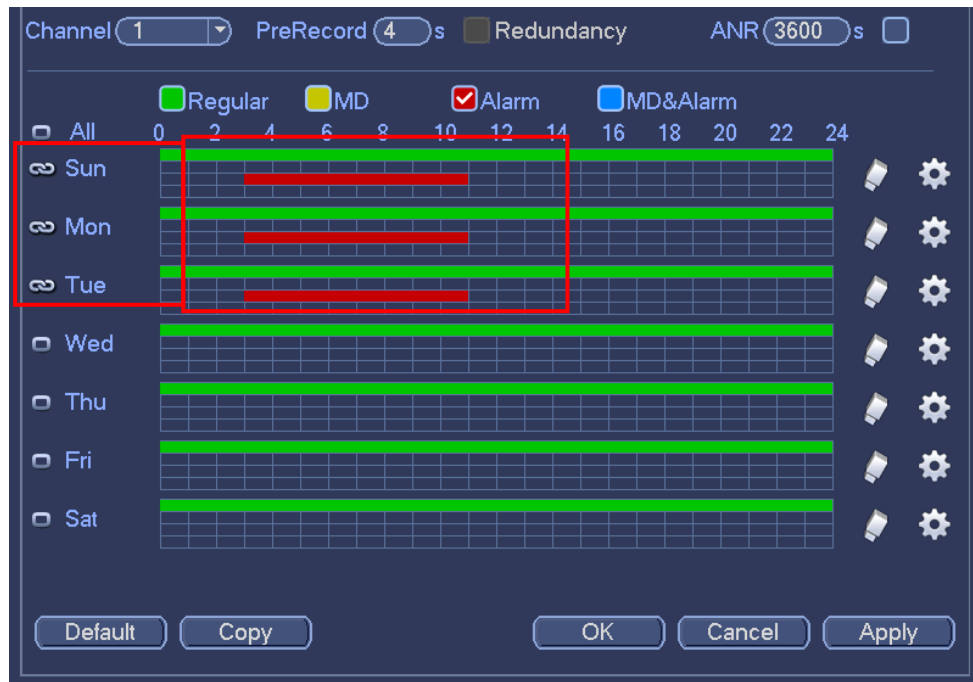 Channel 1 PreRecord 4 s Redundancy ANR 3600 s
Regular MD Alarm MD&Alarm
All 0 2 4 6 8 10 12 14 16 18 20 22 24
Sun
Mon
Tue
Wed
Thu
Fri
Sat
Default Copy OK Cancel Apply